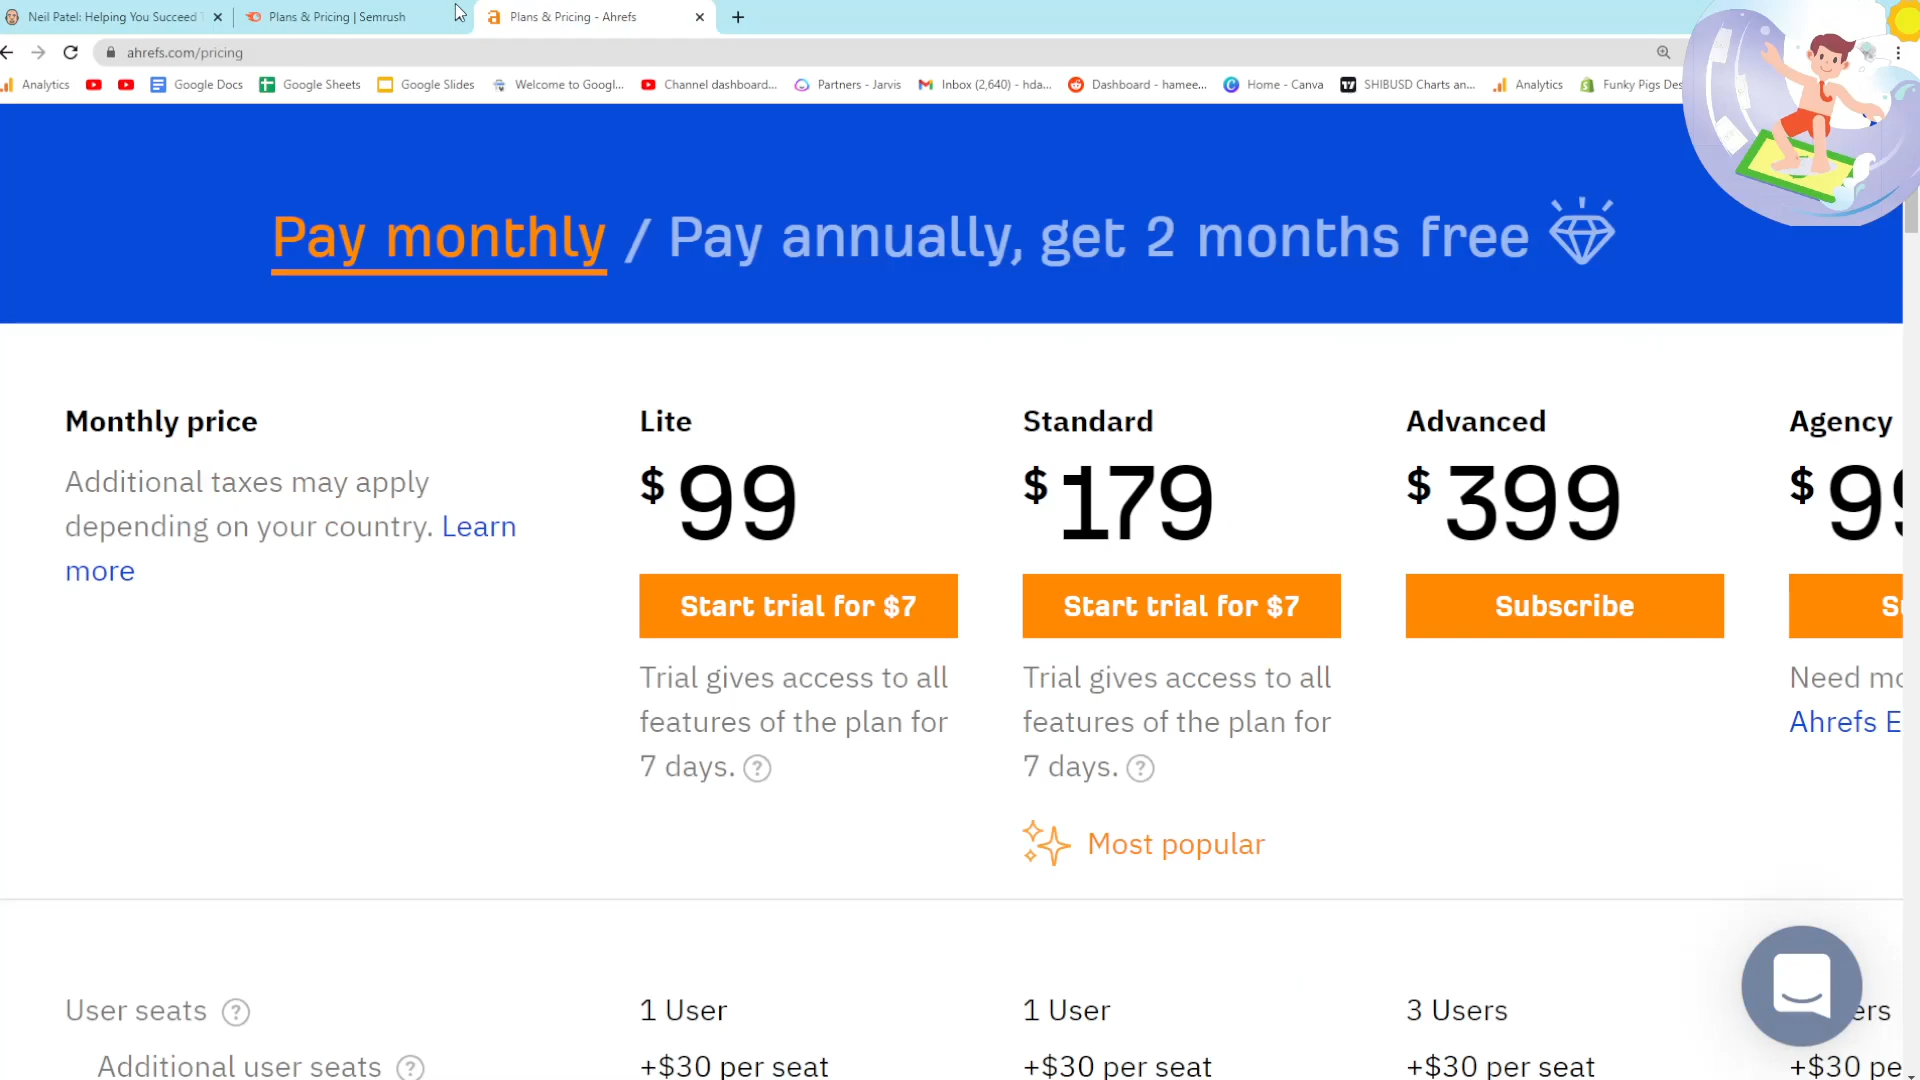 Neil Patel: Helping You Succeed
Plans & Pricing | Semrush
Plans & Pricing - Ahrefs
ahrefs.com/pricing
Analytics
Google Docs
Google Sheets
Google Slides
Welcome to Googl...
Channel dashboard...
Partners - Jarvis
Inbox (2,640) - hda...
Dashboard - hamee...
Home - Canva
SHIBUSD Charts an...
Analytics
Funky Pigs Des
Pay monthly / Pay annually, get 2 months free
Monthly price
Additional taxes may apply
depending on your country. Learn
more
Lite
$99
Start trial for $7
Trial gives access to all
features of the plan for
7 days. ?
Standard
$179
Start trial for $7
Trial gives access to all
features of the plan for
7 days. ?
Most popular
Advanced
$399
Subscribe
Agency
$
Need
Ahrefs
User seats ?
1 User
1 User
3 Users
Additional user seats ?
+$30 per seat
+$30 per seat
+$30 per seat
+$30